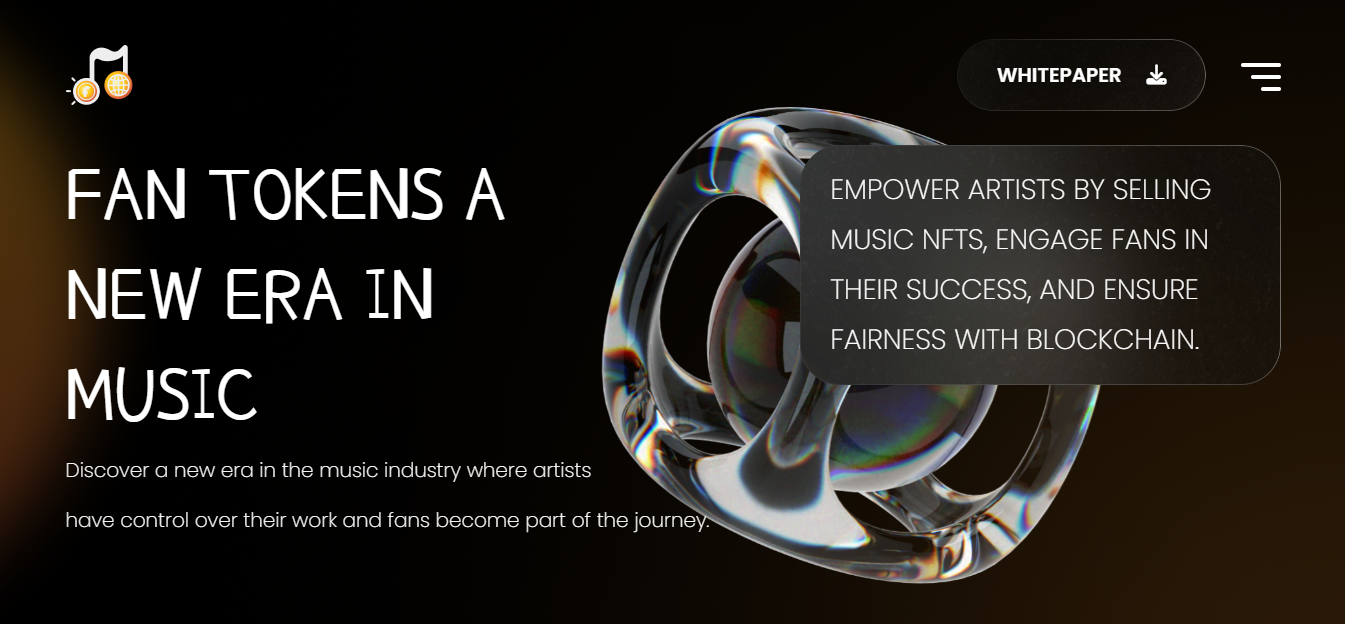 WHITEPAPER
FAN TOKENS A
NEW ERA IN
MUSIC
Discover a new era in the music industry where artists
have control over their work and fans become part of the journey.
EMPOWER ARTISTS BY SELLING
MUSIC NFTS, ENGAGE FANS IN
THEIR SUCCESS, AND ENSURE
FAIRNESS WITH BLOCKCHAIN.